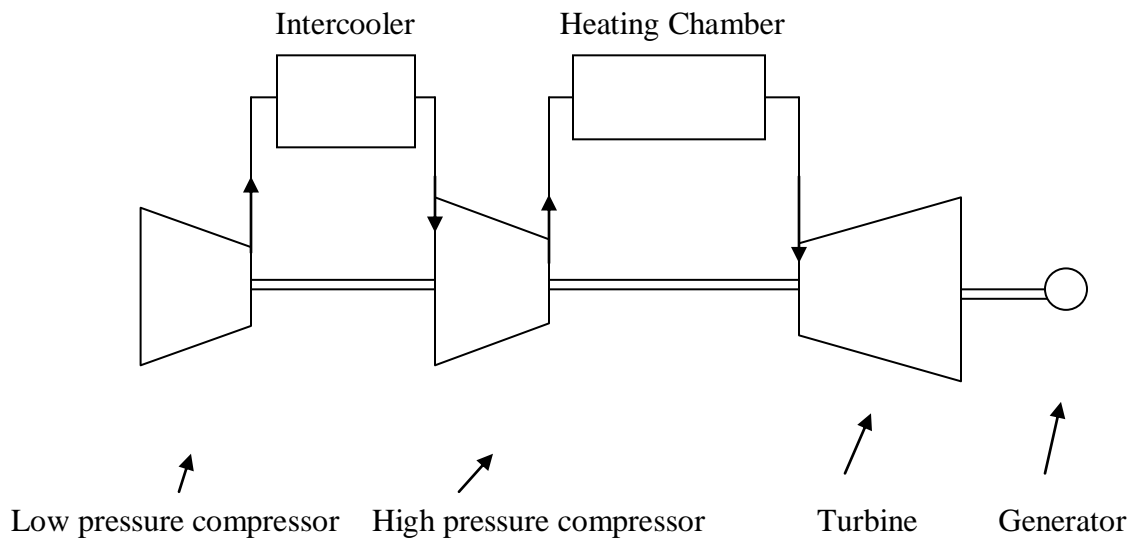 Intercooler
Heating Chamber
Low pressure compressor
High pressure compressor
Turbine
Generator